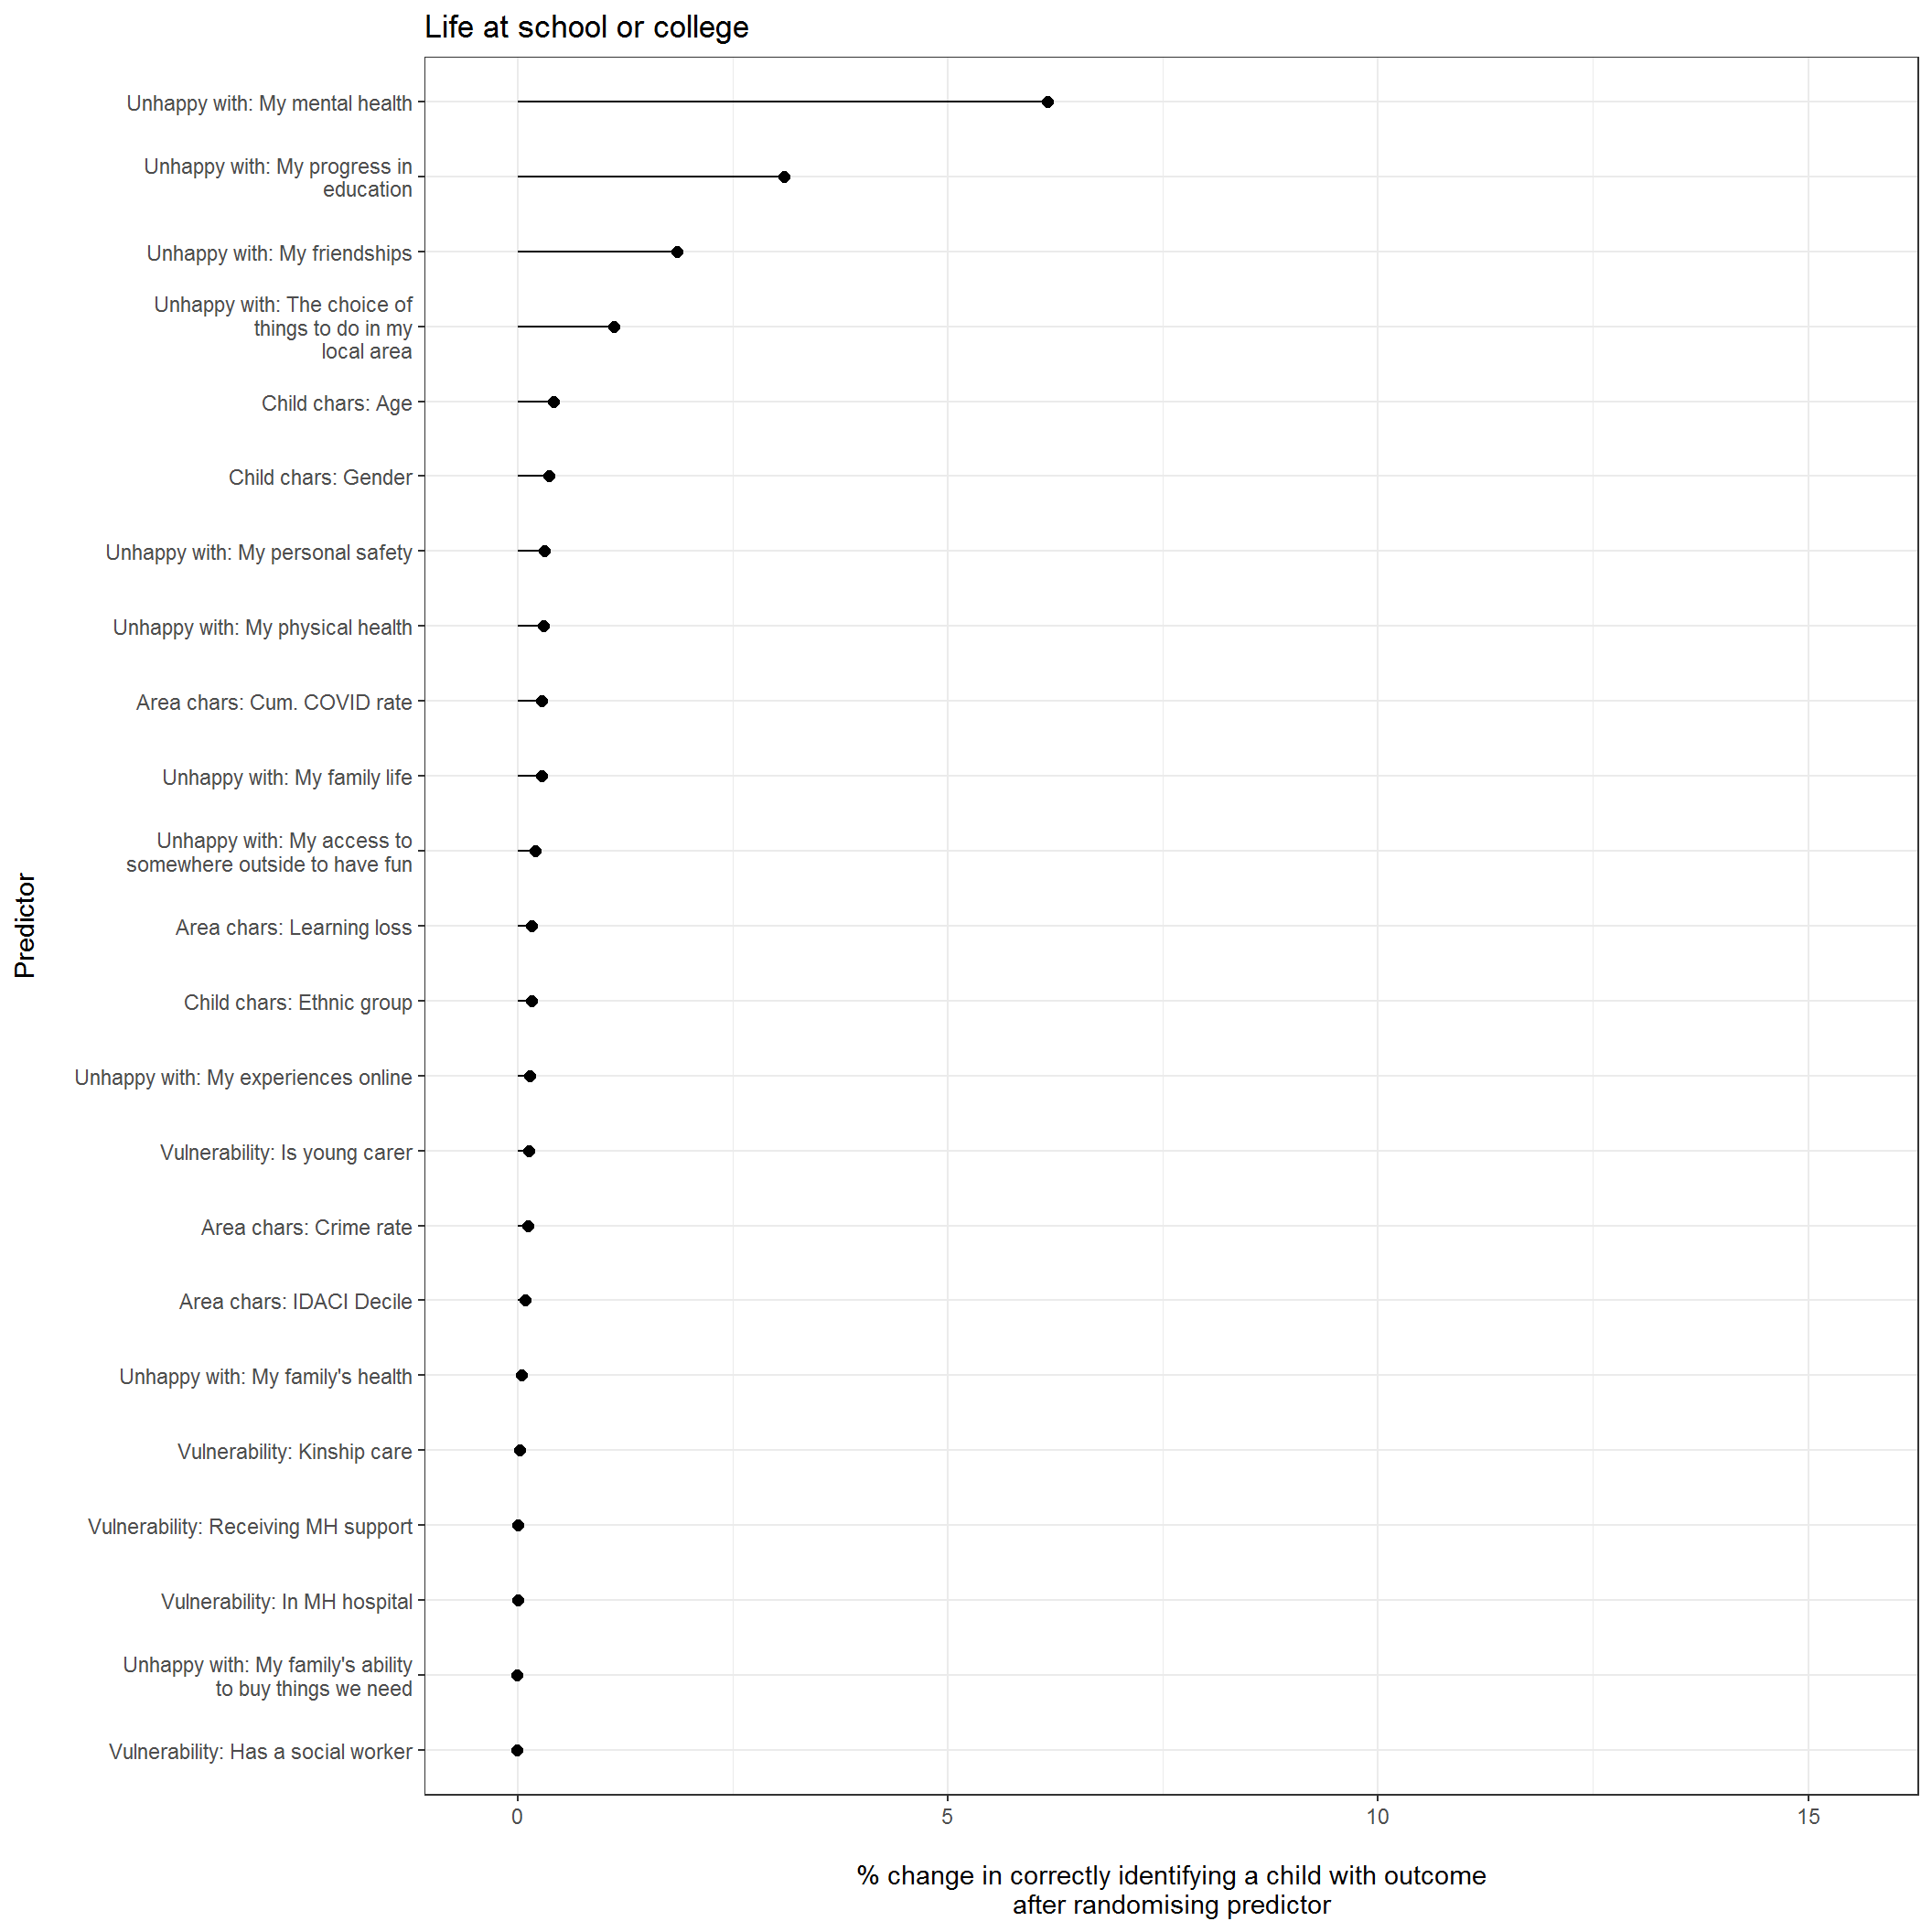 Life at school or college
Unhappy with: My mental health
Unhappy with: My progress in
education
Unhappy with: My friendships
Unhappy with: The choice of
things to do in my
local area
Child chars: Age
Child chars: Gender
Unhappy with: My personal safety
Unhappy with: My physical health
Area chars: Cum. COVID rate
Unhappy with: My family life
Unhappy with: My access to
somewhere outside to have fun
Area chars: Learning loss
Child chars: Ethnic group
Unhappy with: My experiences online
Vulnerability: Is young carer
Area chars: Crime rate
Area chars: IDACI Decile
Unhappy with: My family's health
Vulnerability: Kinship care
Vulnerability: Receiving MH support
Vulnerability: In MH hospital
Unhappy with: My family's ability
to buy things we need
Vulnerability: Has a social worker
Predictor
0 5 10 15
% change in correctly identifying a child with outcome
after randomising predictor